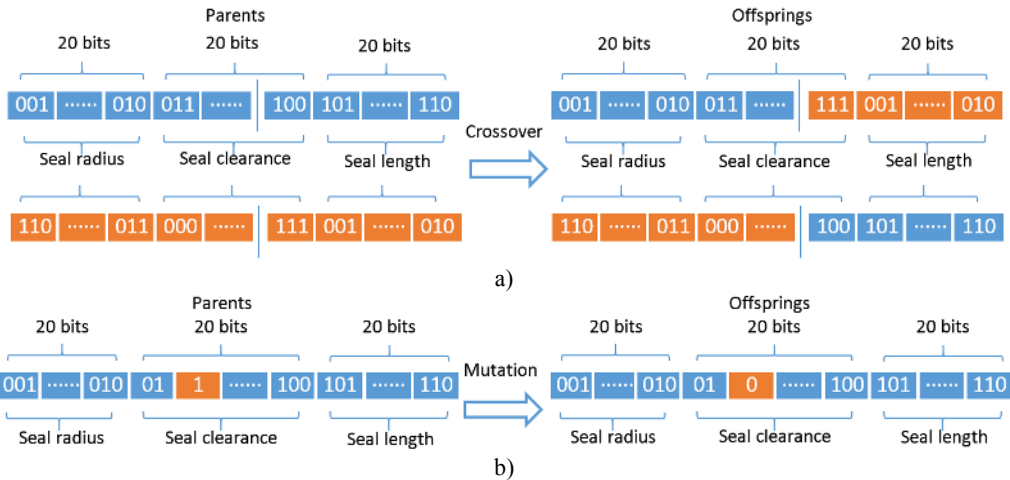 Parents Offsprings
20 bits 20 bits 20 bits 20 bits 20 bits 20 bits
001 ...... 010 011 ...... 100 101 ...... 110 001 ...... 010 011 ...... 111 001 ...... 010
Crossover
Seal radius Seal clearance Seal length Seal radius Seal clearance Seal length
110 ...... 011 000 ...... 111 001 ...... 010 110 ...... 011 000 ...... 100 101 ...... 110
a)
Parents Offsprings
20 bits 20 bits 20 bits 20 bits 20 bits 20 bits
Mutation
001 ...... 010 01 1 ...... 100 101 ...... 110 001 ...... 010 01 0 ...... 100 101 ...... 110
Seal radius Seal clearance Seal length Seal radius Seal clearance Seal length
b)